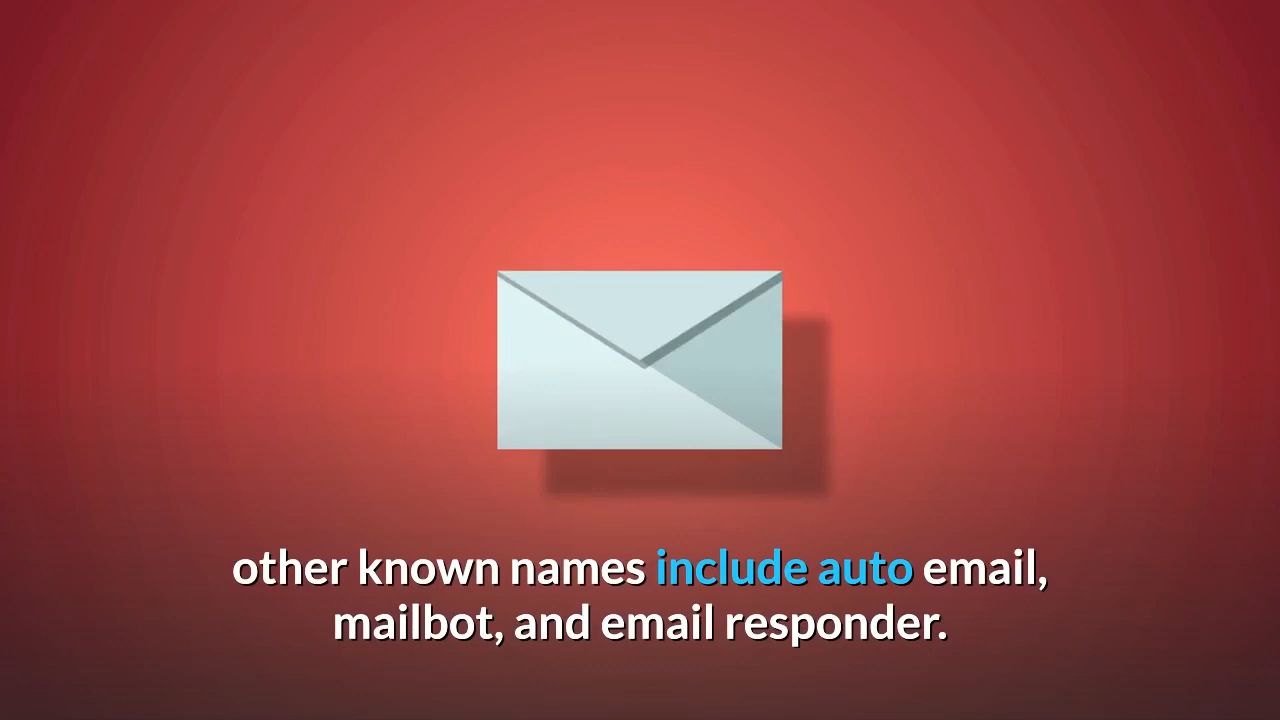 other known names include auto email,
mailbot, and email responder.